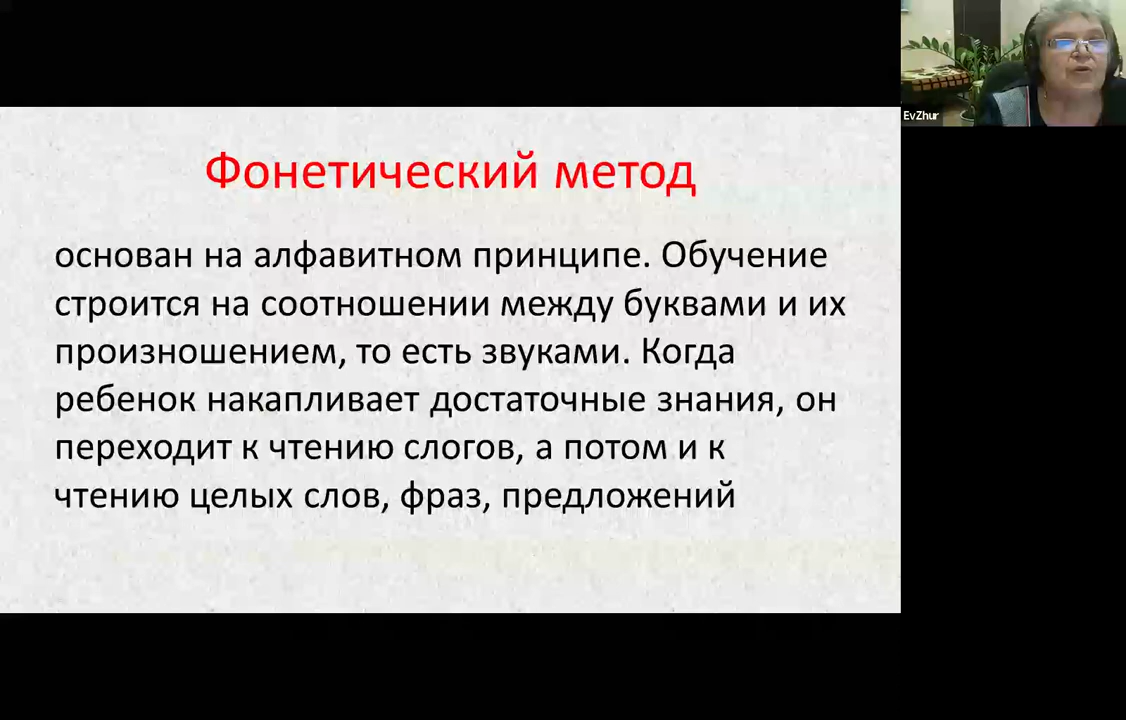 EvZhur
Фонетический метод
основан на алфавитном принципе. Обучение
строится на соотношении между буквами и их
произношением, то есть звуками. Когда
ребенок накапливает достаточные знания, он
переходит к чтению слогов, а потом и к
чтению целых слов, фраз, предложений